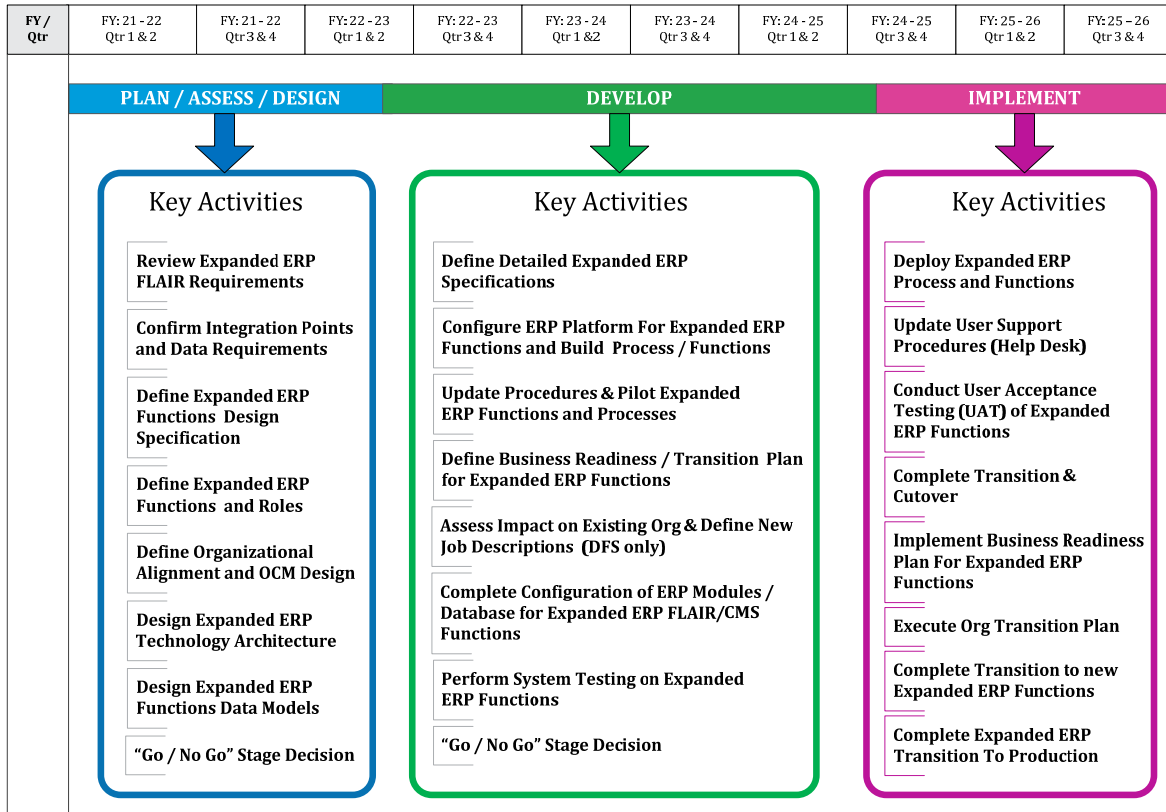 FY / Qtr
FY: 21 - 22
Qtr 1 & 2
FY: 21 - 22
Qtr 3 & 4
FY: 22 - 23
Qtr 1 & 2
FY: 22 - 23
Qtr 3 & 4
FY: 23 - 24
Qtr 1 &2
FY: 23 - 24
Qtr 3 & 4
FY: 24 - 25
Qtr 1 & 2
FY: 24 - 25
Qtr 3 & 4
FY: 25 - 26
Qtr 1 & 2
FY: 25 – 26
Qtr 3 & 4
PLAN / ASSESS / DESIGN
DEVELOP
IMPLEMENT
Key Activities
Review Expanded ERP
FLAIR Requirements
Confirm Integration Points
and Data Requirements
Define Expanded ERP
Functions Design
Specification
Define Expanded ERP
Functions and Roles
Define Organizational
Alignment and OCM Design
Design Expanded ERP
Technology Architecture
Design Expanded ERP
Functions Data Models
“Go / No Go” Stage Decision
Key Activities
Define Detailed Expanded ERP
Specifications
Configure ERP Platform For Expanded ERP
Functions and Build Process / Functions
Update Procedures & Pilot Expanded
ERP Functions and Processes
Define Business Readiness / Transition Plan
for Expanded ERP Functions
Assess Impact on Existing Org & Define New
Job Descriptions (DFS only)
Complete Configuration of ERP Modules /
Database for Expanded ERP FLAIR/CMS
Functions
Perform System Testing on Expanded
ERP Functions
“Go / No Go” Stage Decision
Key Activities
Deploy Expanded ERP
Process and Functions
Update User Support
Procedures (Help Desk)
Conduct User Acceptance
Testing (UAT) of Expanded
ERP Functions
Complete Transition &
Cutover
Implement Business Readiness
Plan For Expanded ERP
Functions
Execute Org Transition Plan
Complete Transition to new
Expanded ERP Functions
Complete Expanded ERP
Transition To Production